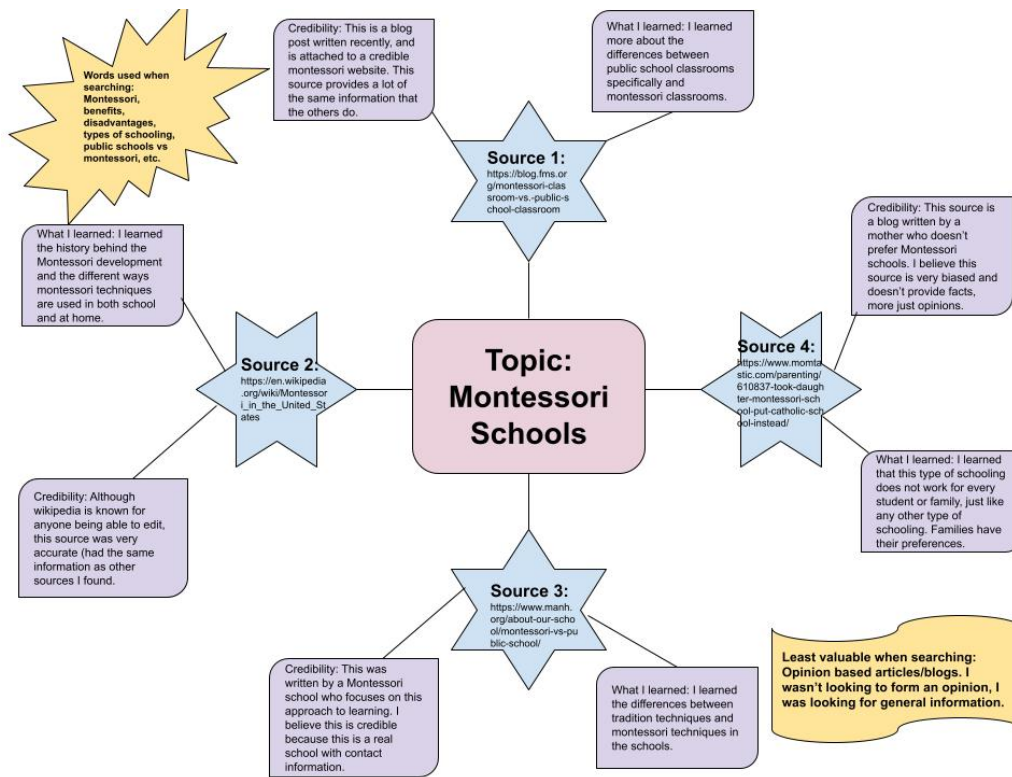 Words used when
searching:
Montessori,
benefits,
disadvantages,
types of schooling,
public schools vs
montessori, etc.
Credibility: This is a blog
post written recently, and
is attached to a credible
montessori website. This
source provides a lot of
the same information that
the others do.
What I learned: I learned
more about the
differences between
public school classrooms
specifically and
montessori classrooms.
Source 1:
https://blog.fms.or
g/montessori-clas
sroom-vs.-public-s
chool-classroom
What I learned: I learned
the history behind the
Montessori development
and the different ways
montessori techniques
are used in both school
and at home.
Source 2:
https://en.wikipedia
.org/wiki/Montessor
i_in_the_United_St
ates
Credibility: Although
wikipedia is known for
anyone being able to edit,
this source was very
accurate (had the same
information as other
sources I found.
Topic:
Montessori
Schools
Credibility: This source is
a blog written by a
mother who doesn't
prefer Montessori
schools. I believe this
source is very biased and
doesn't provide facts,
more just opinions.
Source 4:
https://www.momt
astic.com/parenting/
610837-took-daugh
ter-montessori-sch
ool-put-catholic-sch
ool-instead/
What I learned: I learned
that this type of schooling
does not work for every
student or family, just like
any other type of
schooling. Families have
their preferences.
Source 3:
https://www.manh.
org/about-our-scho
ol/montessori-vs-pu
blic-school/
Credibility: This was
written by a Montessori
school who focuses on this
approach to learning. I
believe this is credible
because this is a real
school with contact
information.
What I learned: I learned
the differences between
tradition techniques and
montessori techniques in
the schools.
Least valuable when searching:
Opinion based articles/blogs. I
wasn't looking to form an opinion, I
was looking for general information.